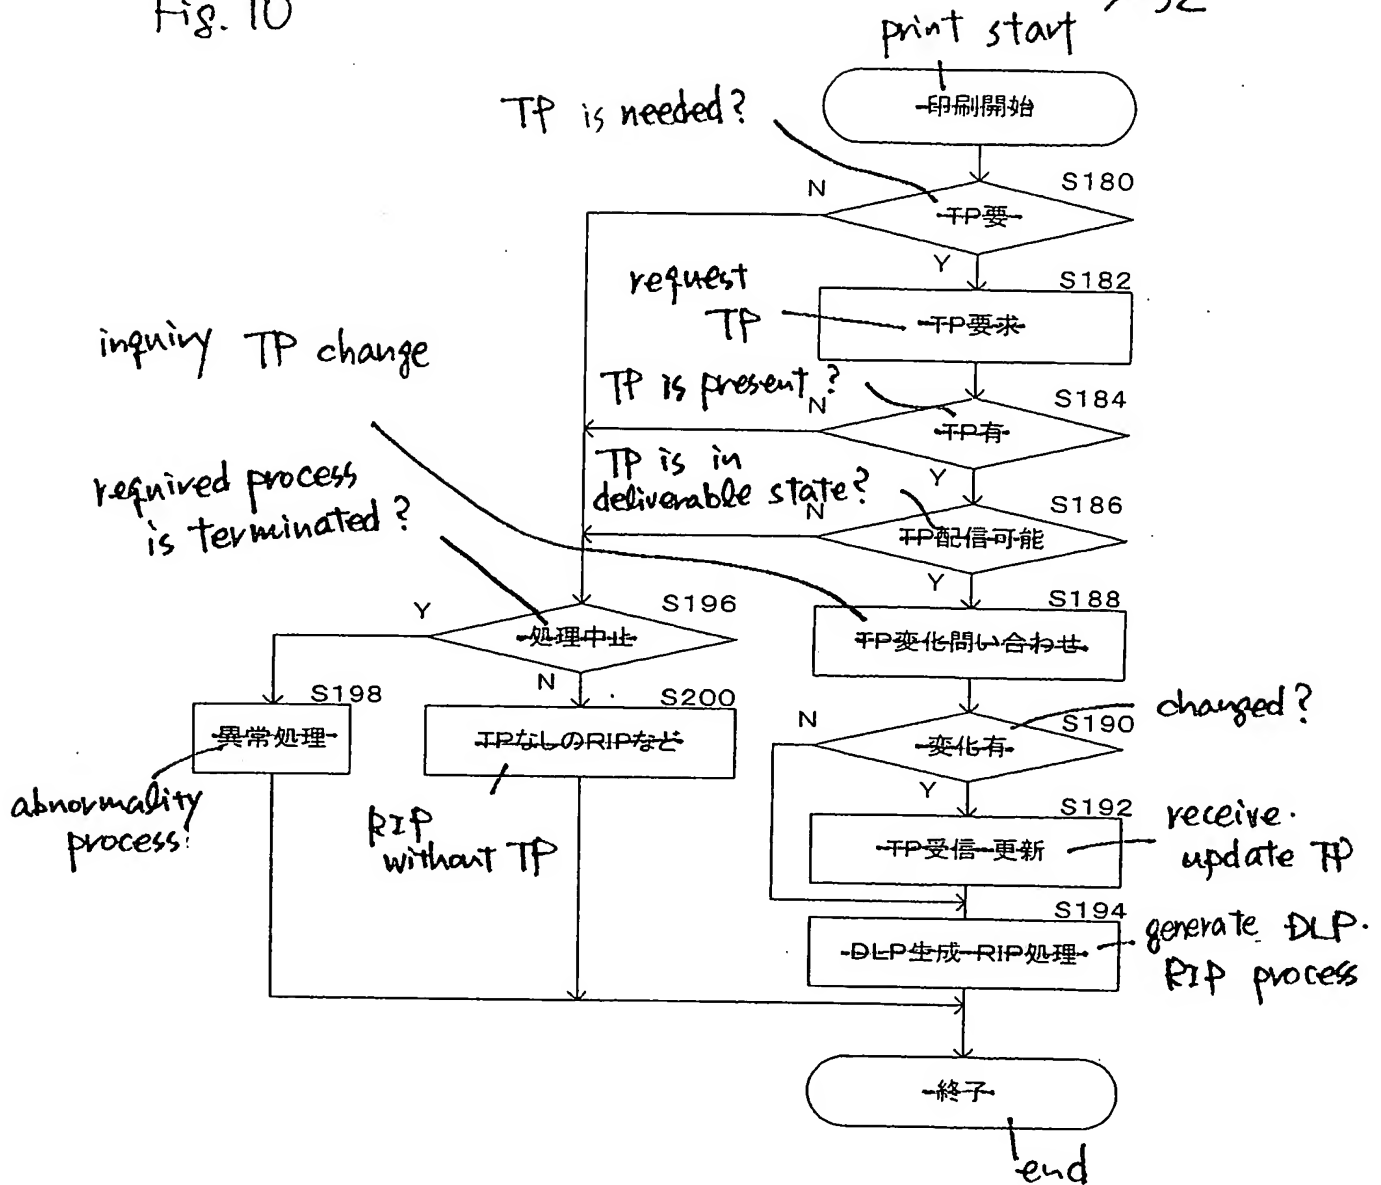 Fig. 10
print start
印刷開始
TP is needed?
S180
N
TP要
Y
S182
request
TP
TP要求
inquiry TP change
TP is present?
S184
N
TP有
Y
TP is in
deliverable state?
S186
N
TP配信可能
Y
required process
is terminated?
S188
TP変化問い合わせ
S196
Y
処理中止
N
S198
異常処理
S200
TPなしのRIPなど
changed?
S190
N
変化有
Y
abnormality
process
RIP
without TP
S192
TP受信 更新
receive.
update TP
S194
DLP生成 RIP処理
generate DLP.
RIP process
終了
end